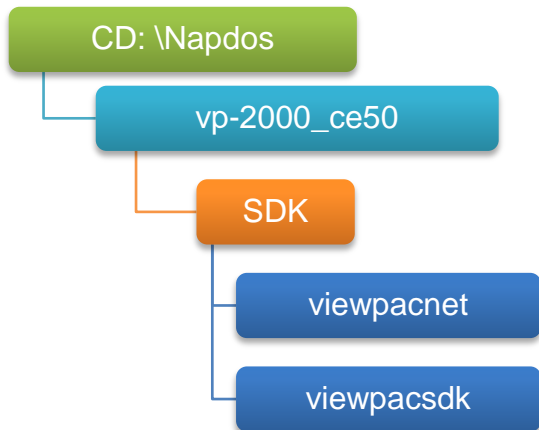 CD: \Napdos
vp-2000_ce50
SDK
viewpacnet
viewpacsdk